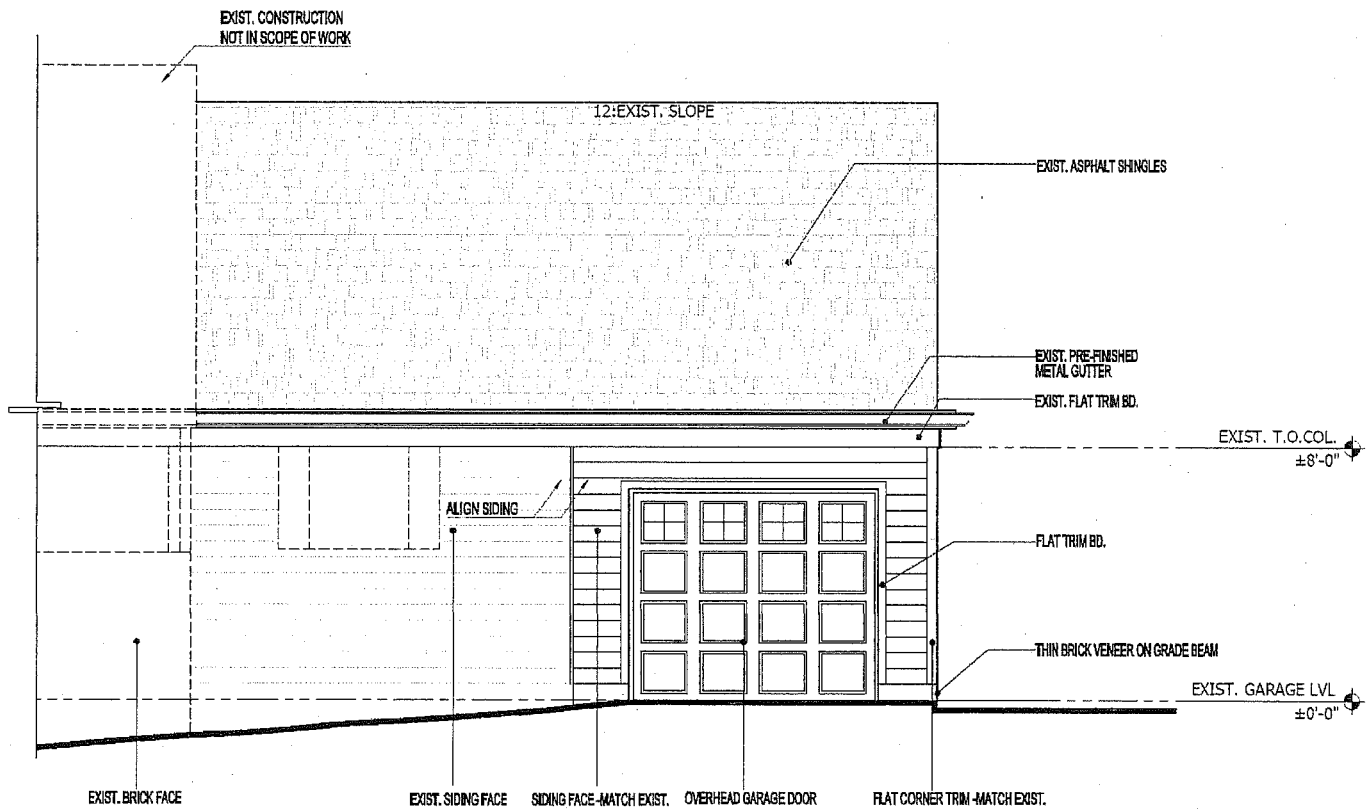 EXIST. CONSTRUCTION
NOT IN SCOPE OF WORK
12:EXIST. SLOPE
EXIST. ASPHALT SHINGLES
EXIST. PRE-FINISHED
METAL GUTTER
EXIST. FLAT TRIM BD.
EXIST. T.O.COL.
±8'-0"
ALIGN SIDING
FLAT TRIM BD.
THIN BRICK VENEER ON GRADE BEAM
EXIST. GARAGE LVL
±0'-0"
EXIST. BRICK FACE
EXIST. SIDING FACE
SIDING FACE -MATCH EXIST.
OVERHEAD GARAGE DOOR
FLAT CORNER TRIM -MATCH EXIST.